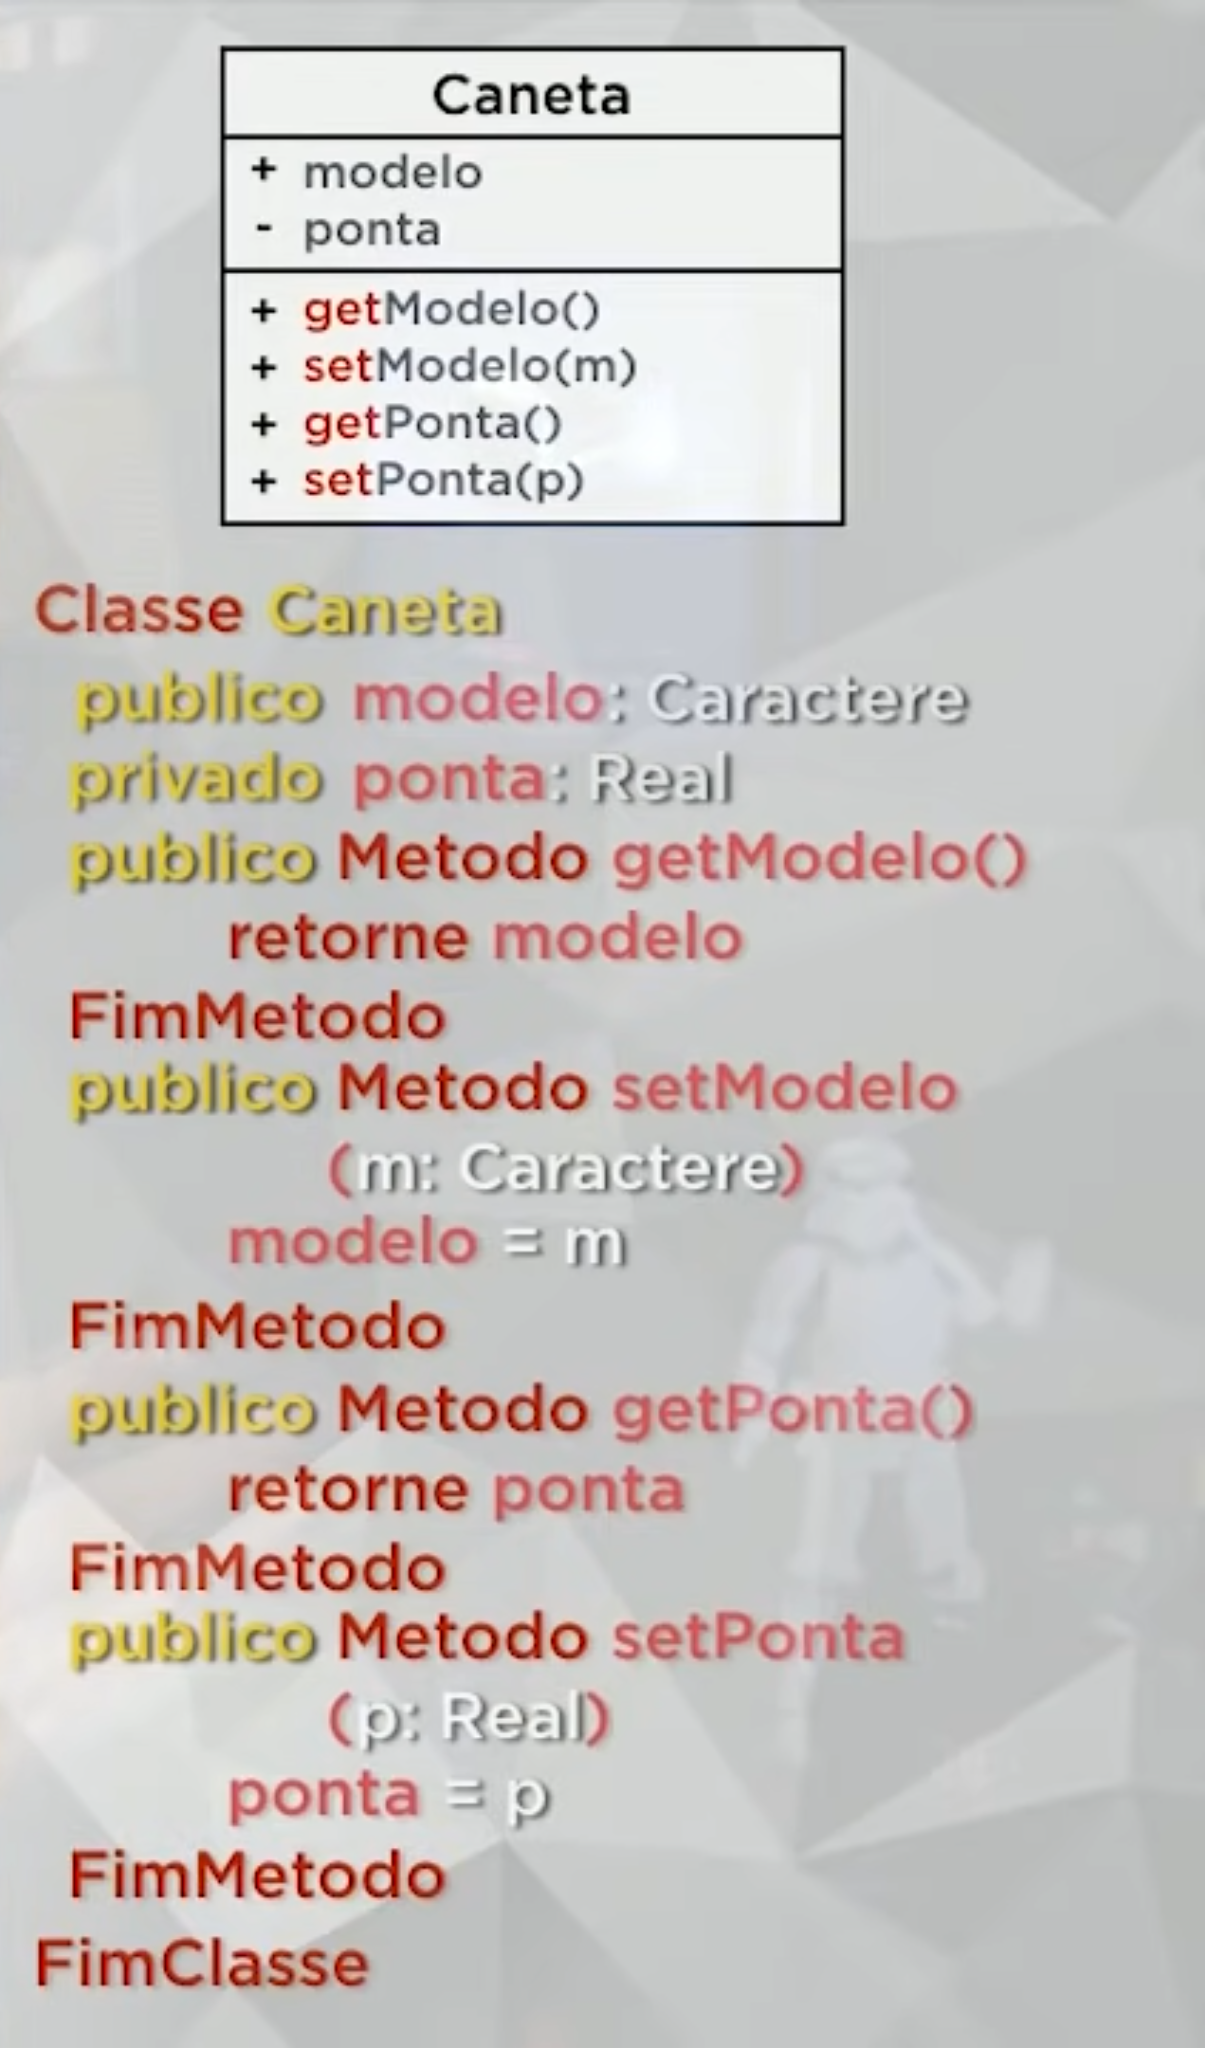 Caneta
+ modelo
- ponta
+ getModelo()
+ setModelo(m)
+ getPonta()
+ setPonta(p)
Classe Caneta
publico modelo: Caractere
privado ponta: Real
publico Metodo getModelo()
retorne modelo
FimMetodo
publico Metodo setModelo
(m: Caractere)
modelo = m
FimMetodo
publico Metodo getPonta()
retorne ponta
FimMetodo
publico Metodo setPonta
(p: Real)
ponta = p
FimMetodo
FimClasse